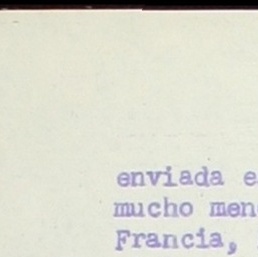 enviada e
mucho men
Francia,